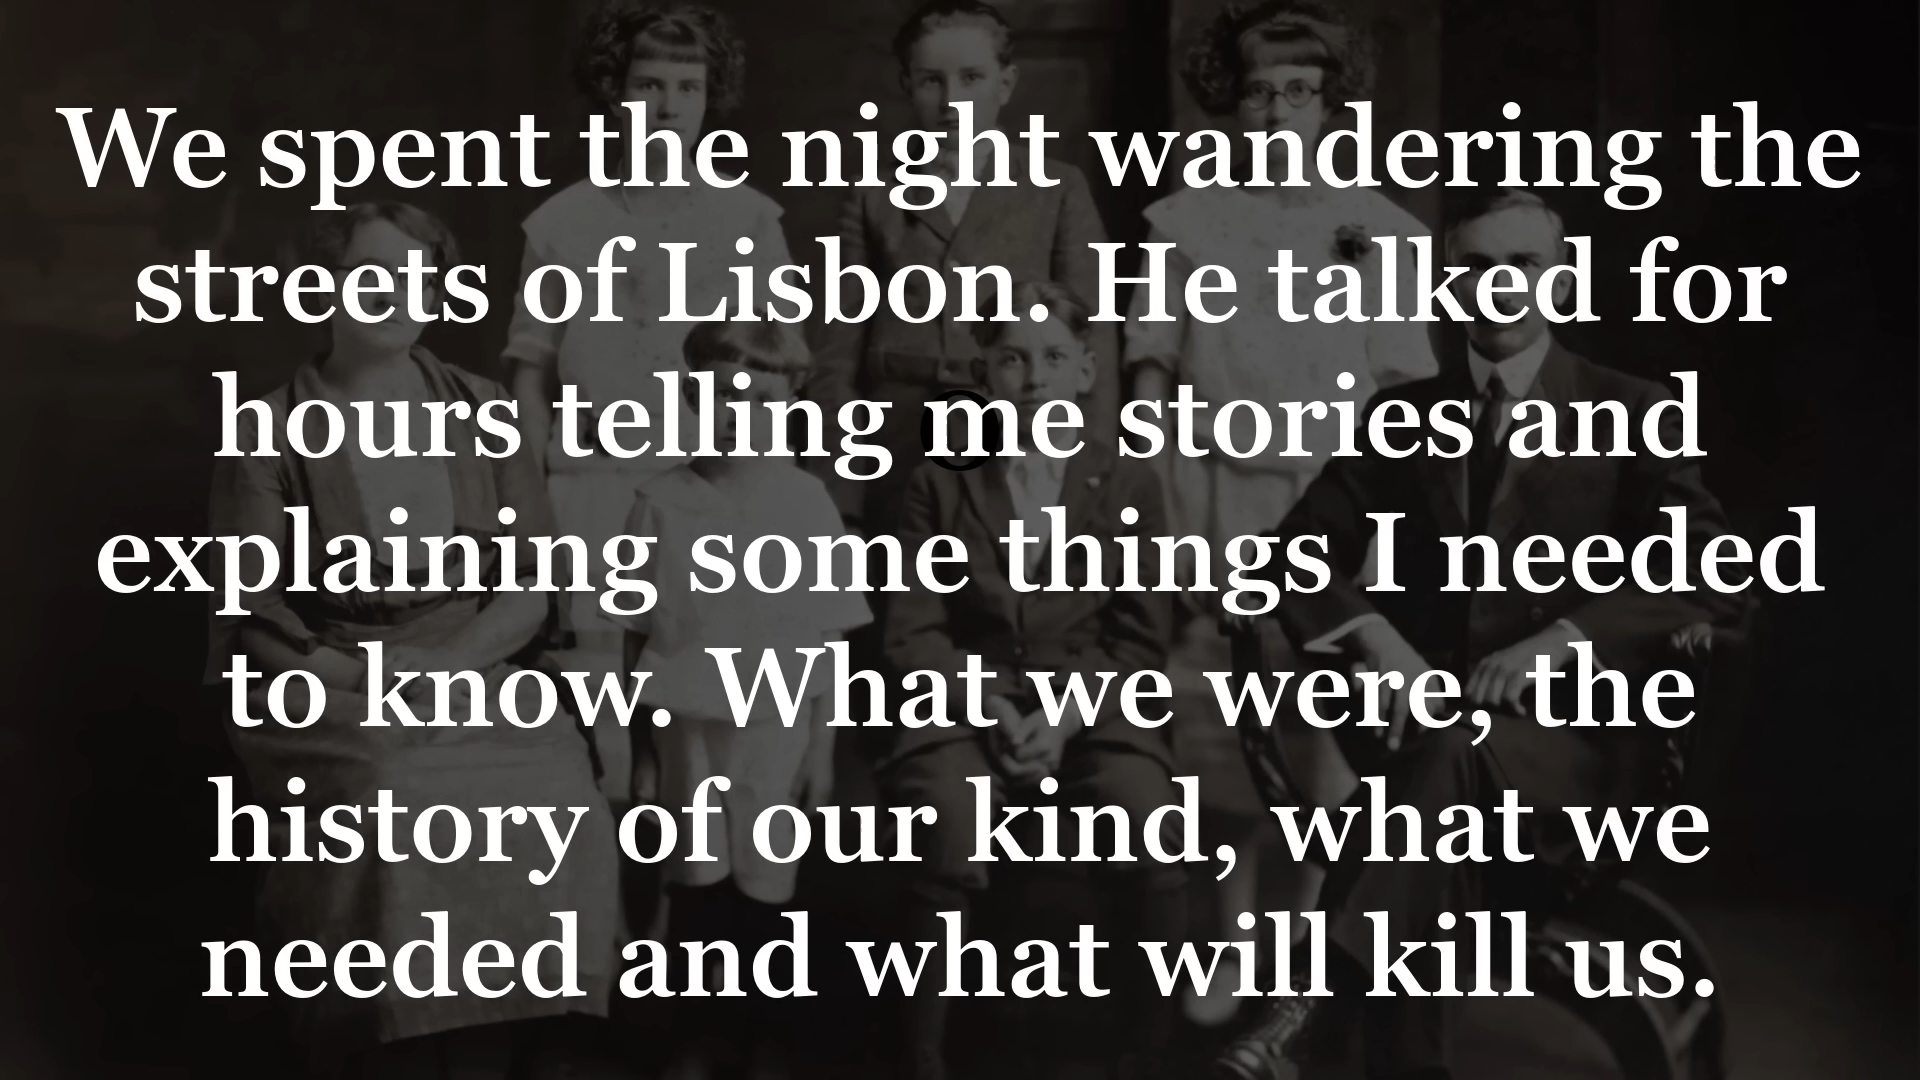 We spent the night wandering the
streets of Lisbon. He talked for
hours telling me stories and
explaining some things I needed
to know. What we were, the
history of our kind, what we
needed and what will kill us.